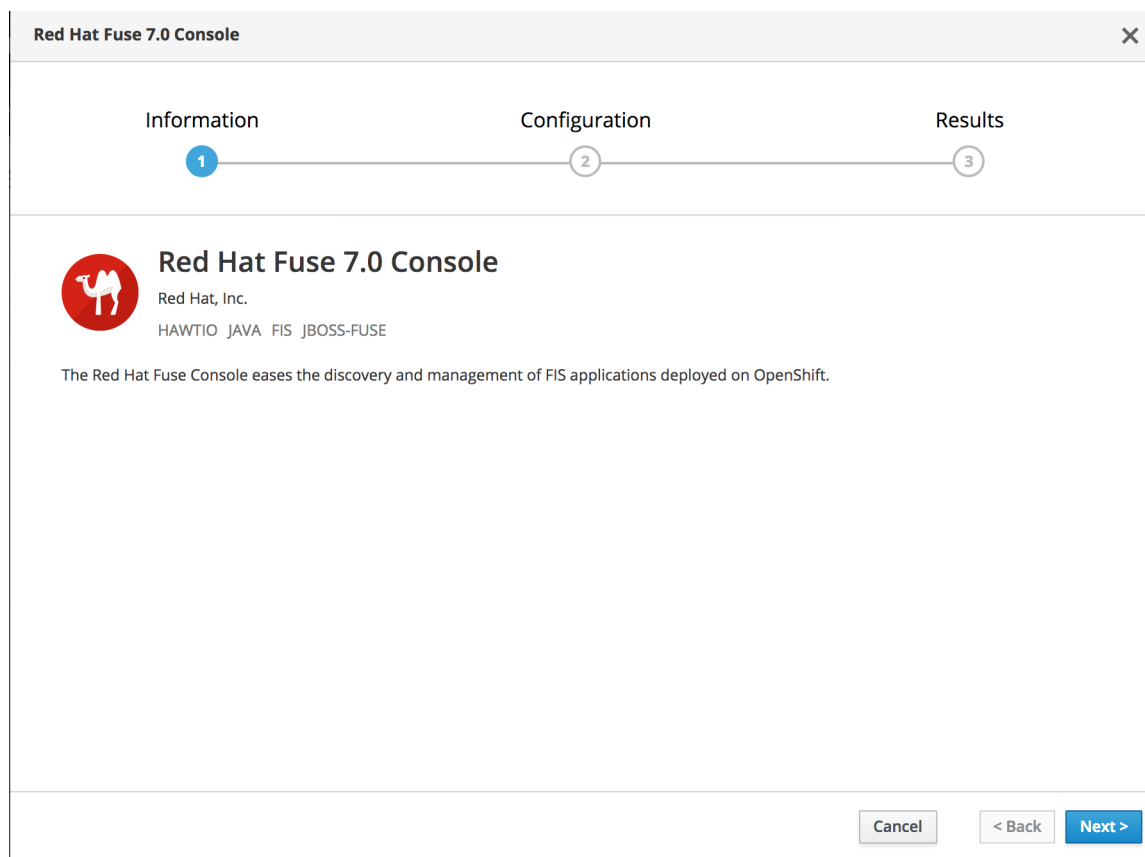 Red Hat Fuse 7.0 Console
Information Configuration Results
1 2 3
Red Hat Fuse 7.0 Console
Red Hat, Inc.
HAWTIO JAVA FIS JBOSS-FUSE
The Red Hat Fuse Console eases the discovery and management of FIS applications deployed on OpenShift.
Cancel < Back Next >